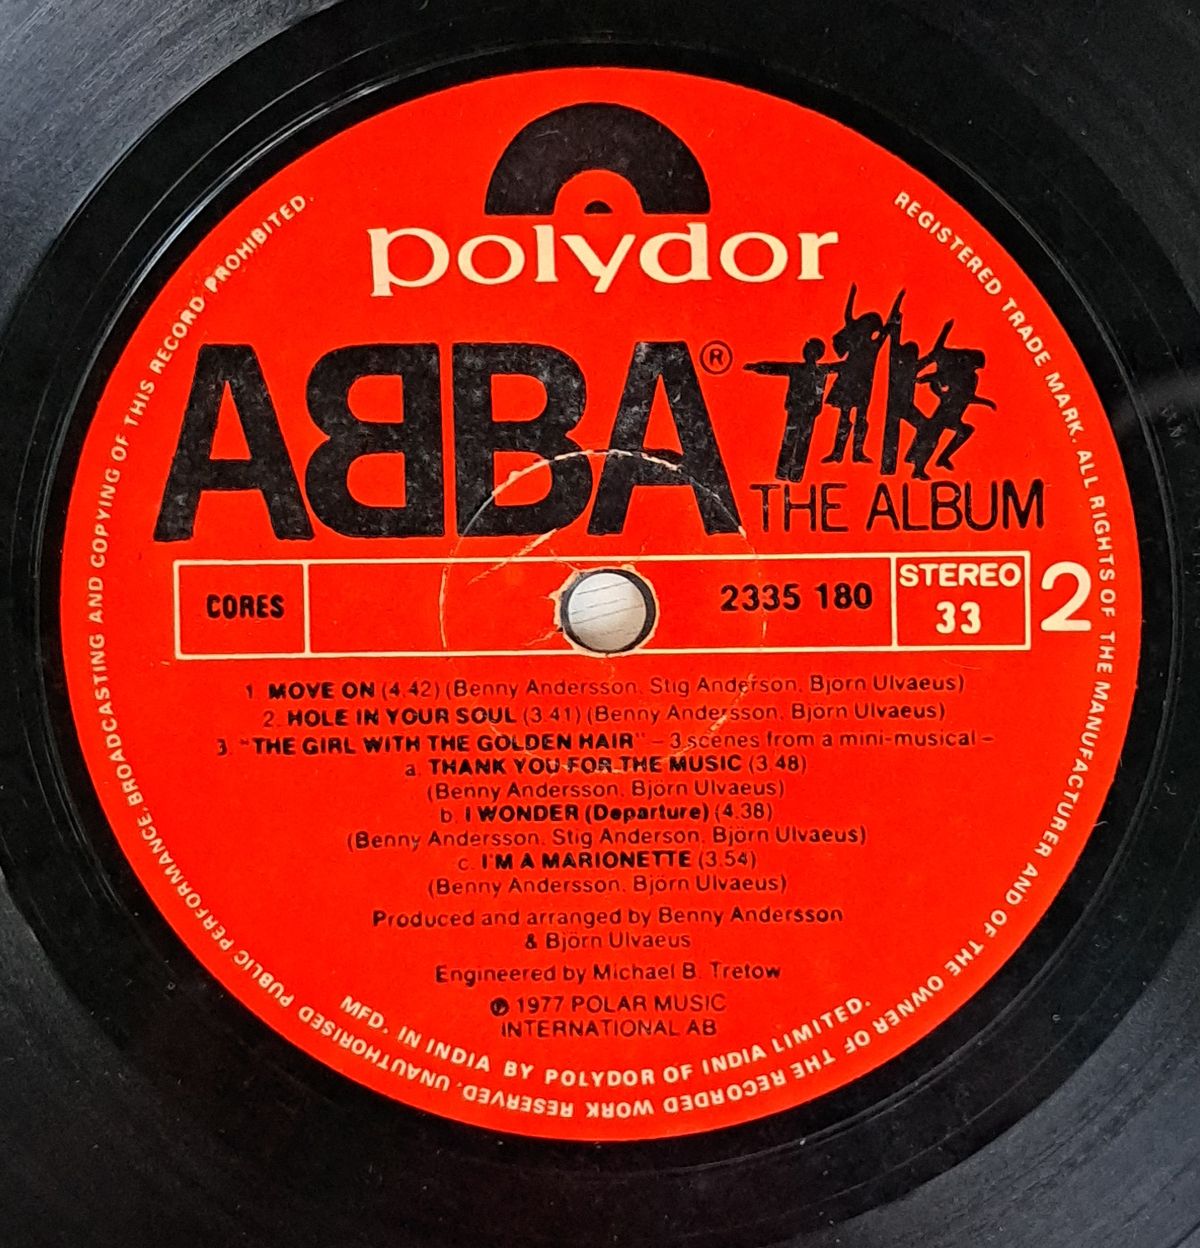 polydor
ABBA®
THE ALBUM
CORES
2335 180
STEREO
33
2
1. MOVE ON (4.42) (Benny Andersson, Stig Anderson, Bjorn Ulvaeus)
2. HOLE IN YOUR SOUL (3.41) (Benny Andersson, Björn Ulvaeus)
3. "THE GIRL WITH THE GOLDEN HAIR" – 3 scenes from a mini-musical –
a. THANK YOU FOR THE MUSIC (3.48)
(Benny Andersson, Björn Ulvaeus)
b. I WONDER (Departure) (4.38)
(Benny Andersson, Stig Anderson, Björn Ulvaeus)
c. I'M A MARIONETTE (3.54)
(Benny Andersson, Björn Ulvaeus)
Produced and arranged by Benny Andersson
& Björn Ulvaeus
Engineered by Michael B. Tretow
℗ 1977 POLAR MUSIC
INTERNATIONAL AB
MFD. IN INDIA BY POLYDOR OF INDIA LIMITED.
REGISTERED TRADE MARK. ALL RIGHTS OF THE MANUFACTURER AND OF THE OWNER OF THE RECORDED WORK RESERVED, UNAUTHORISED PUBLIC PERFORMANCE, BROADCASTING AND COPYING OF THIS RECORD PROHIBITED.